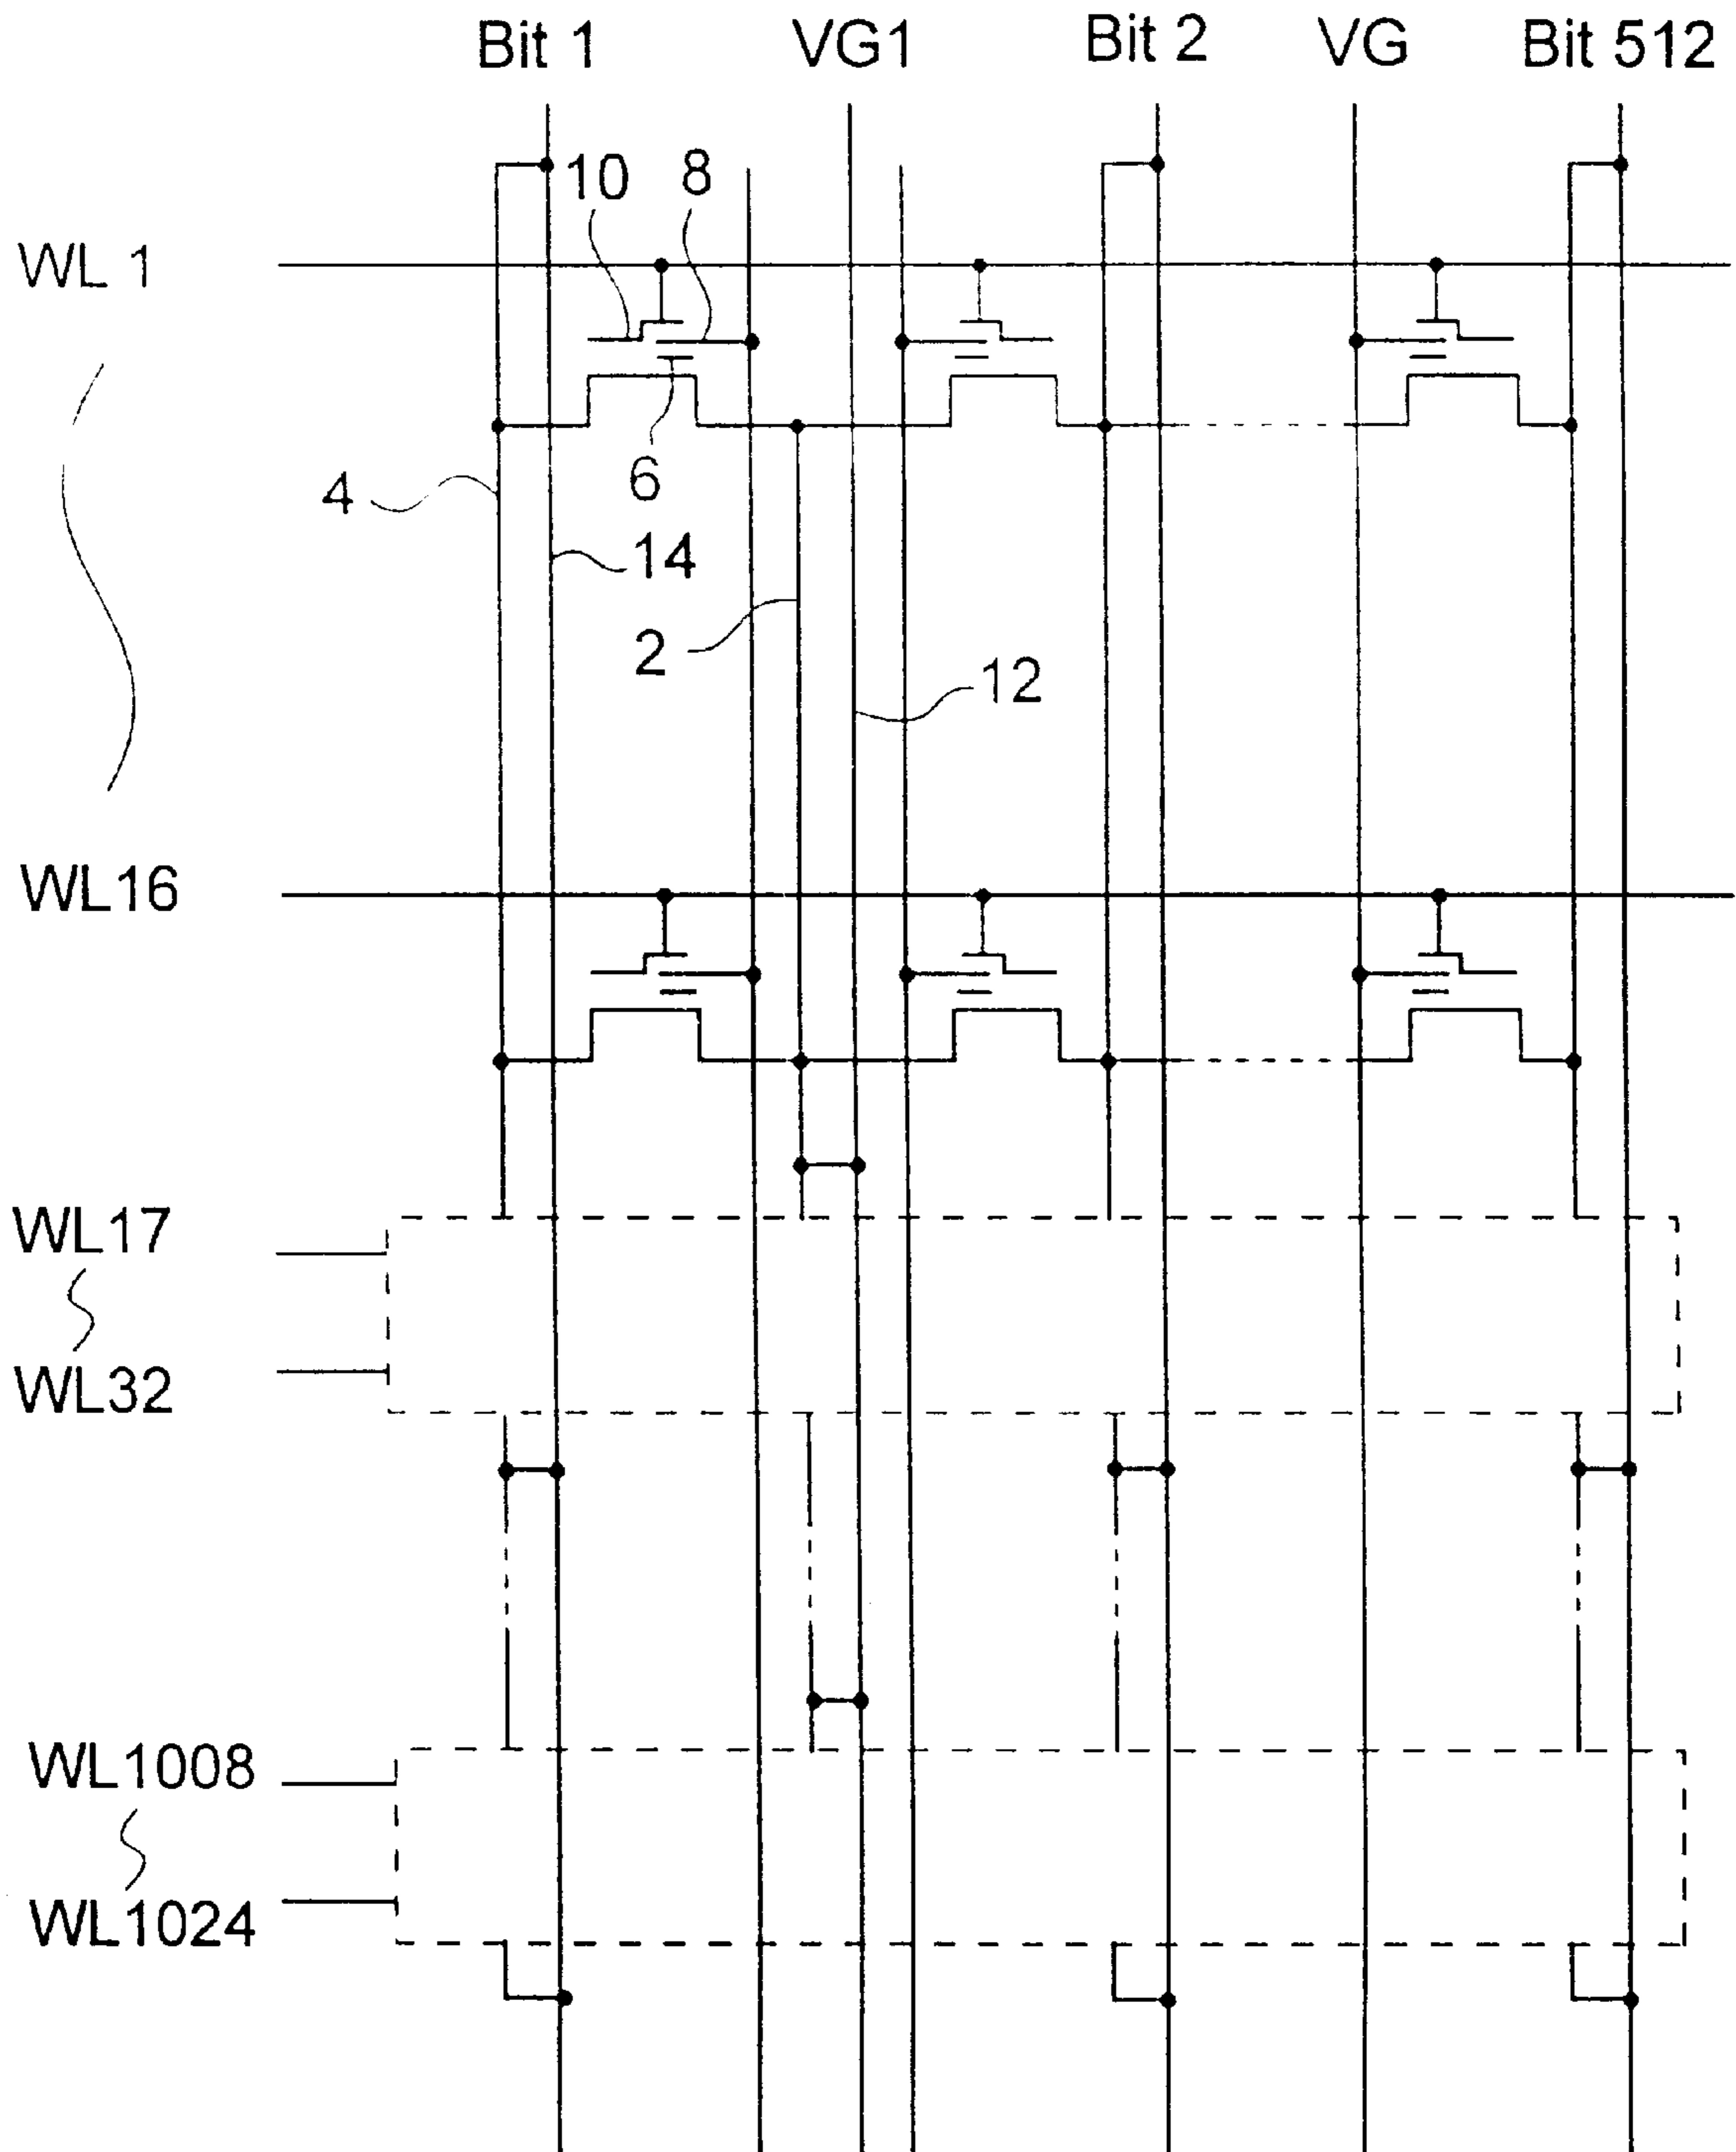 Bit 1 VG1 Bit 2 VG Bit 512
10 8
WL 1
6
4
14
2
12
WL16
WL17
WL32
WL1008
WL1024